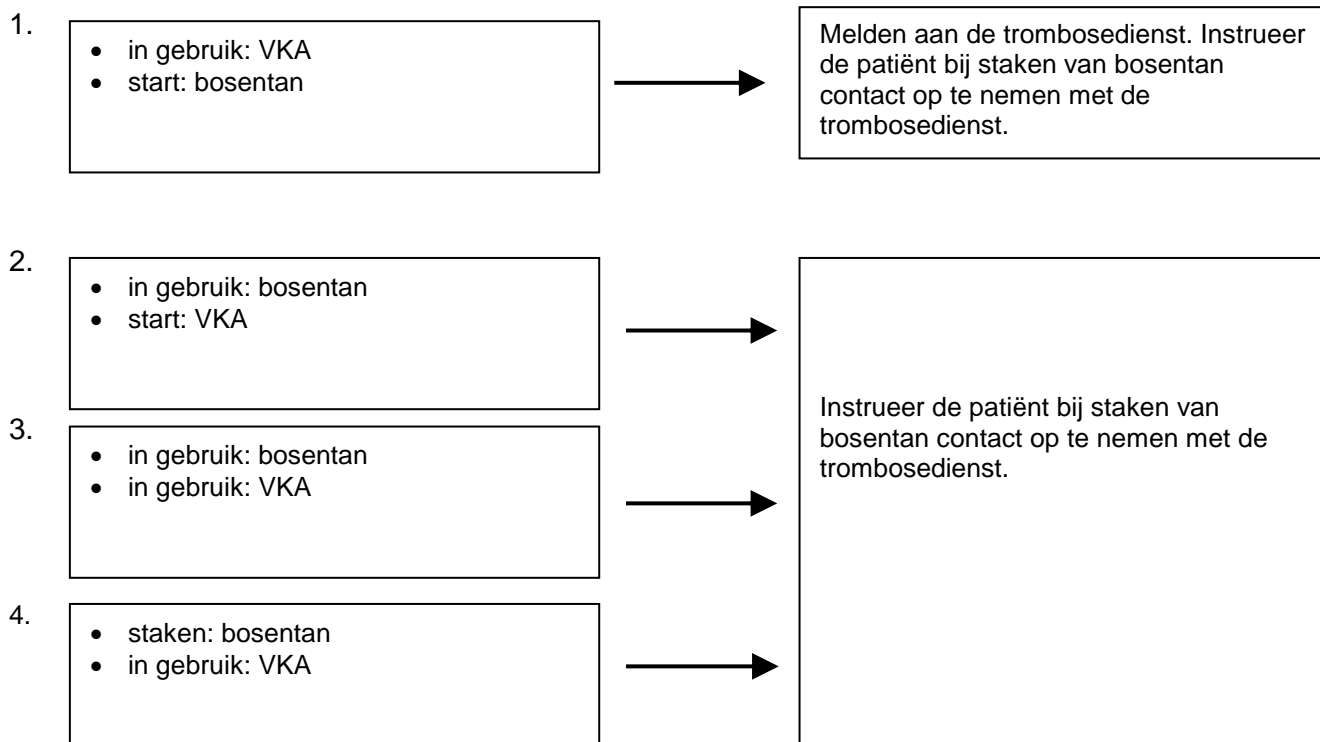 1.
• in gebruik: VKA
• start: bosentan
Melden aan de trombosedienst. Instrueer
de patiënt bij staken van bosentan
contact op te nemen met de
trombosedienst.
2.
• in gebruik: bosentan
• start: VKA
3.
• in gebruik: bosentan
• in gebruik: VKA
Instrueer de patiënt bij staken van
bosentan contact op te nemen met de
trombosedienst.
4.
• staken: bosentan
• in gebruik: VKA